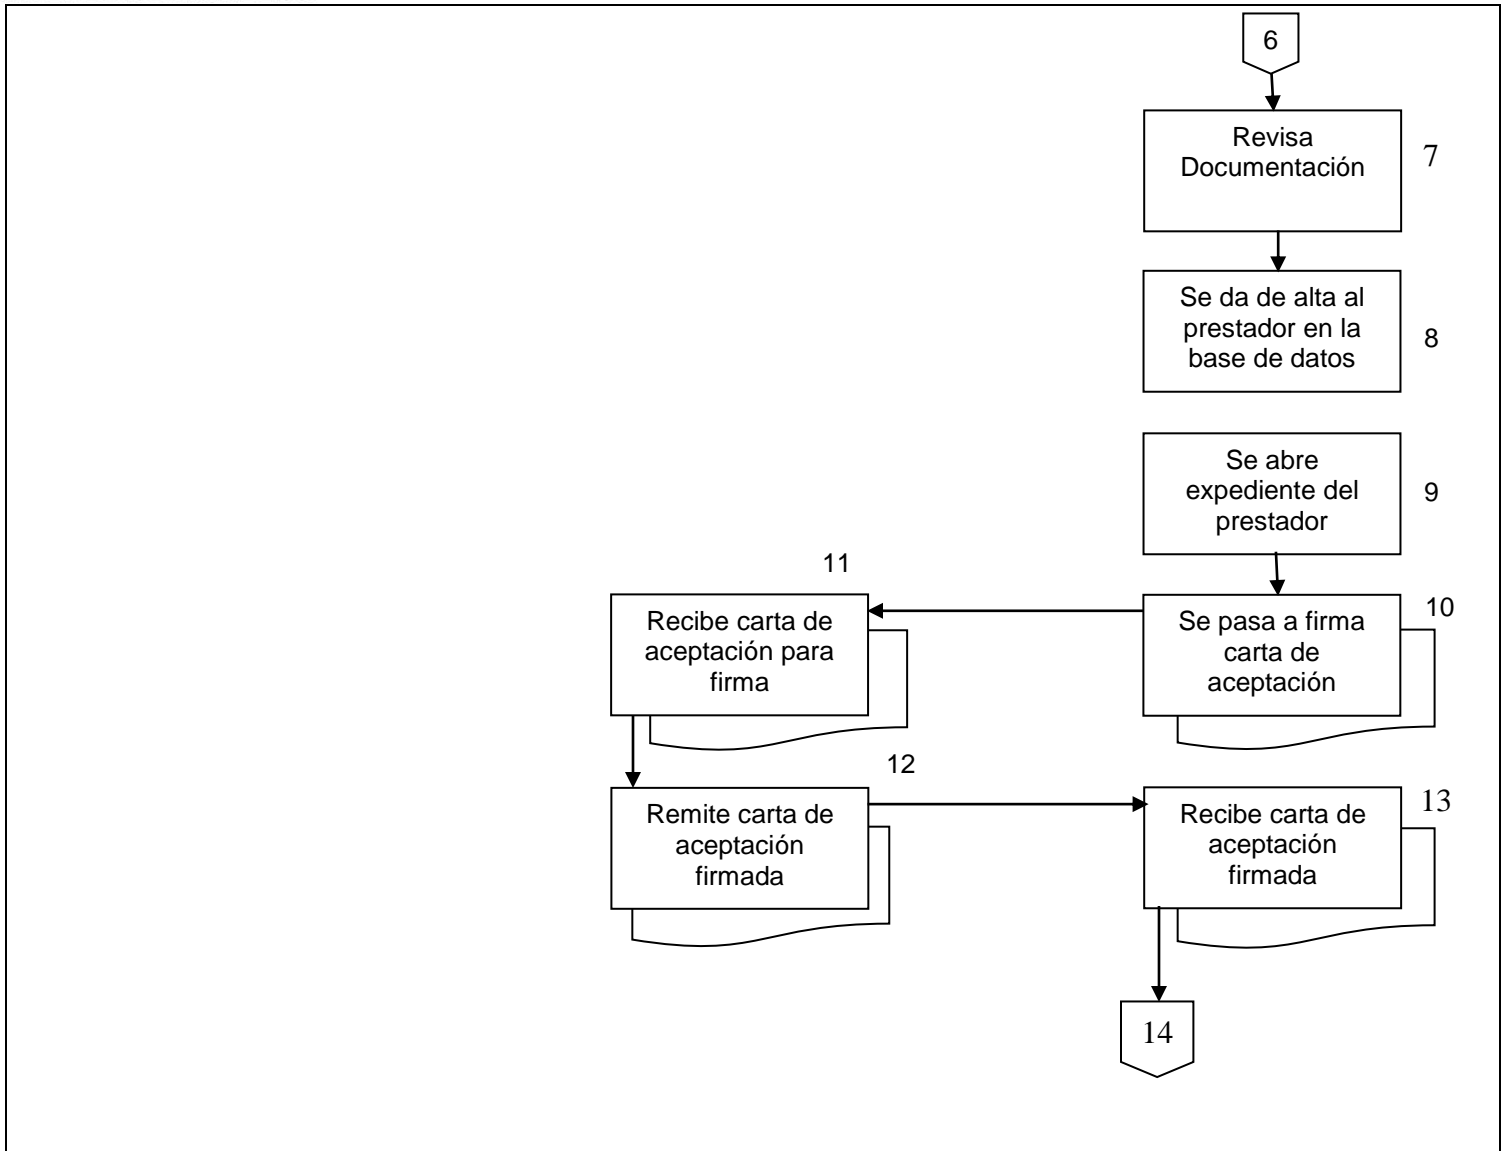 6
Revisa
Documentación
7
Se da de alta al
prestador en la
base de datos
8
Se abre
expediente del
prestador
9
10
Se pasa a firma
carta de
aceptación
11
Recibe carta de
aceptación para
firma
12
Remite carta de
aceptación
firmada
13
Recibe carta de
aceptación
firmada
14